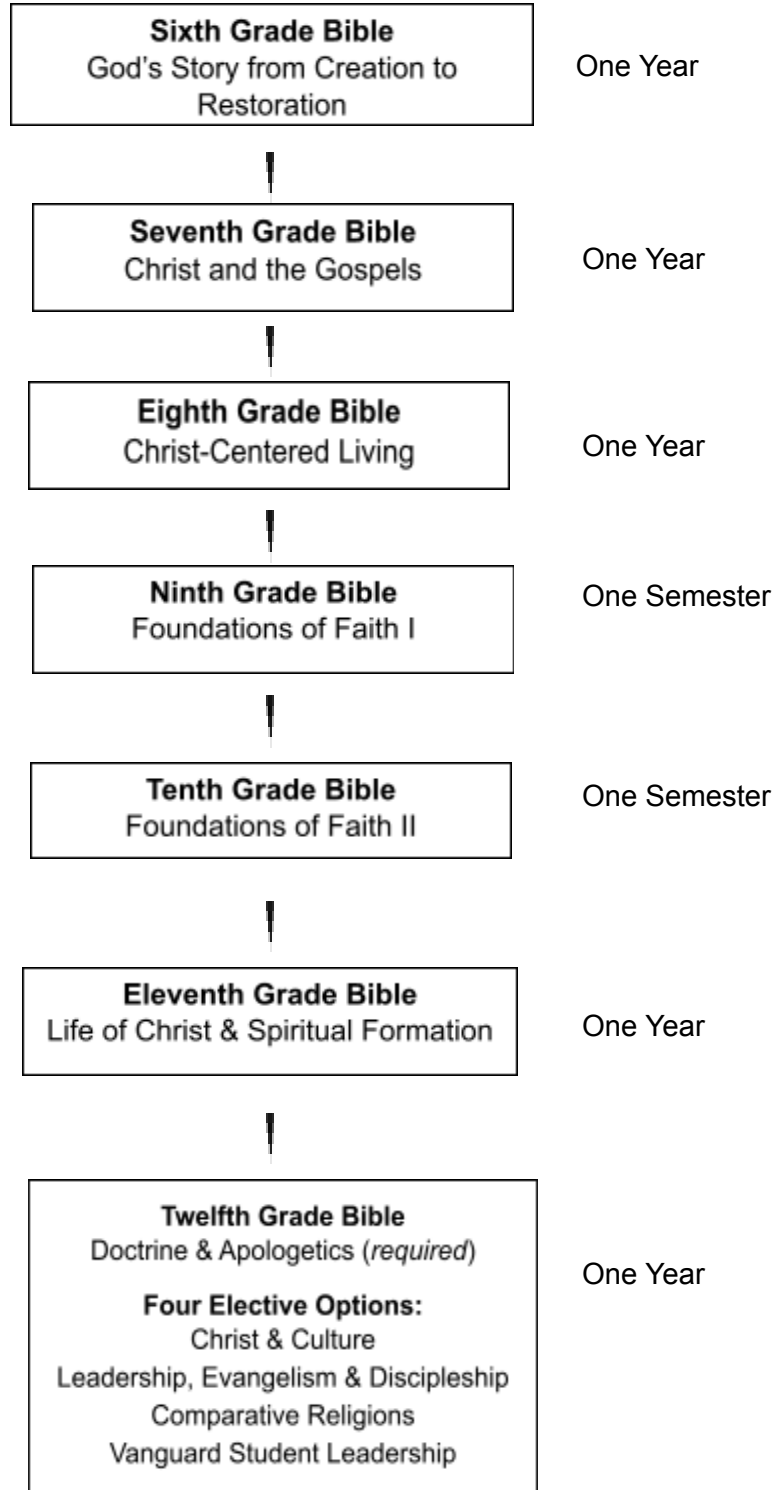 Sixth Grade Bible
God's Story from Creation to
Restoration
One Year
Seventh Grade Bible
Christ and the Gospels
One Year
Eighth Grade Bible
Christ-Centered Living
One Year
Ninth Grade Bible
Foundations of Faith I
One Semester
Tenth Grade Bible
Foundations of Faith II
One Semester
Eleventh Grade Bible
Life of Christ & Spiritual Formation
One Year
Twelfth Grade Bible
Doctrine & Apologetics (required)
Four Elective Options:
Christ & Culture
Leadership, Evangelism & Discipleship
Comparative Religions
Vanguard Student Leadership
One Year